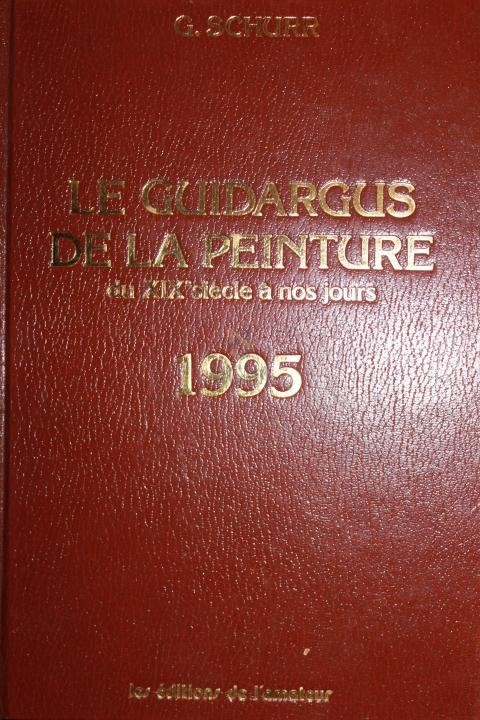 G. SCHURR
LE GUIDARGUS
DE LA PEINTURE
du XIXe siècle à nos jours
1995
les éditions de l'amateur